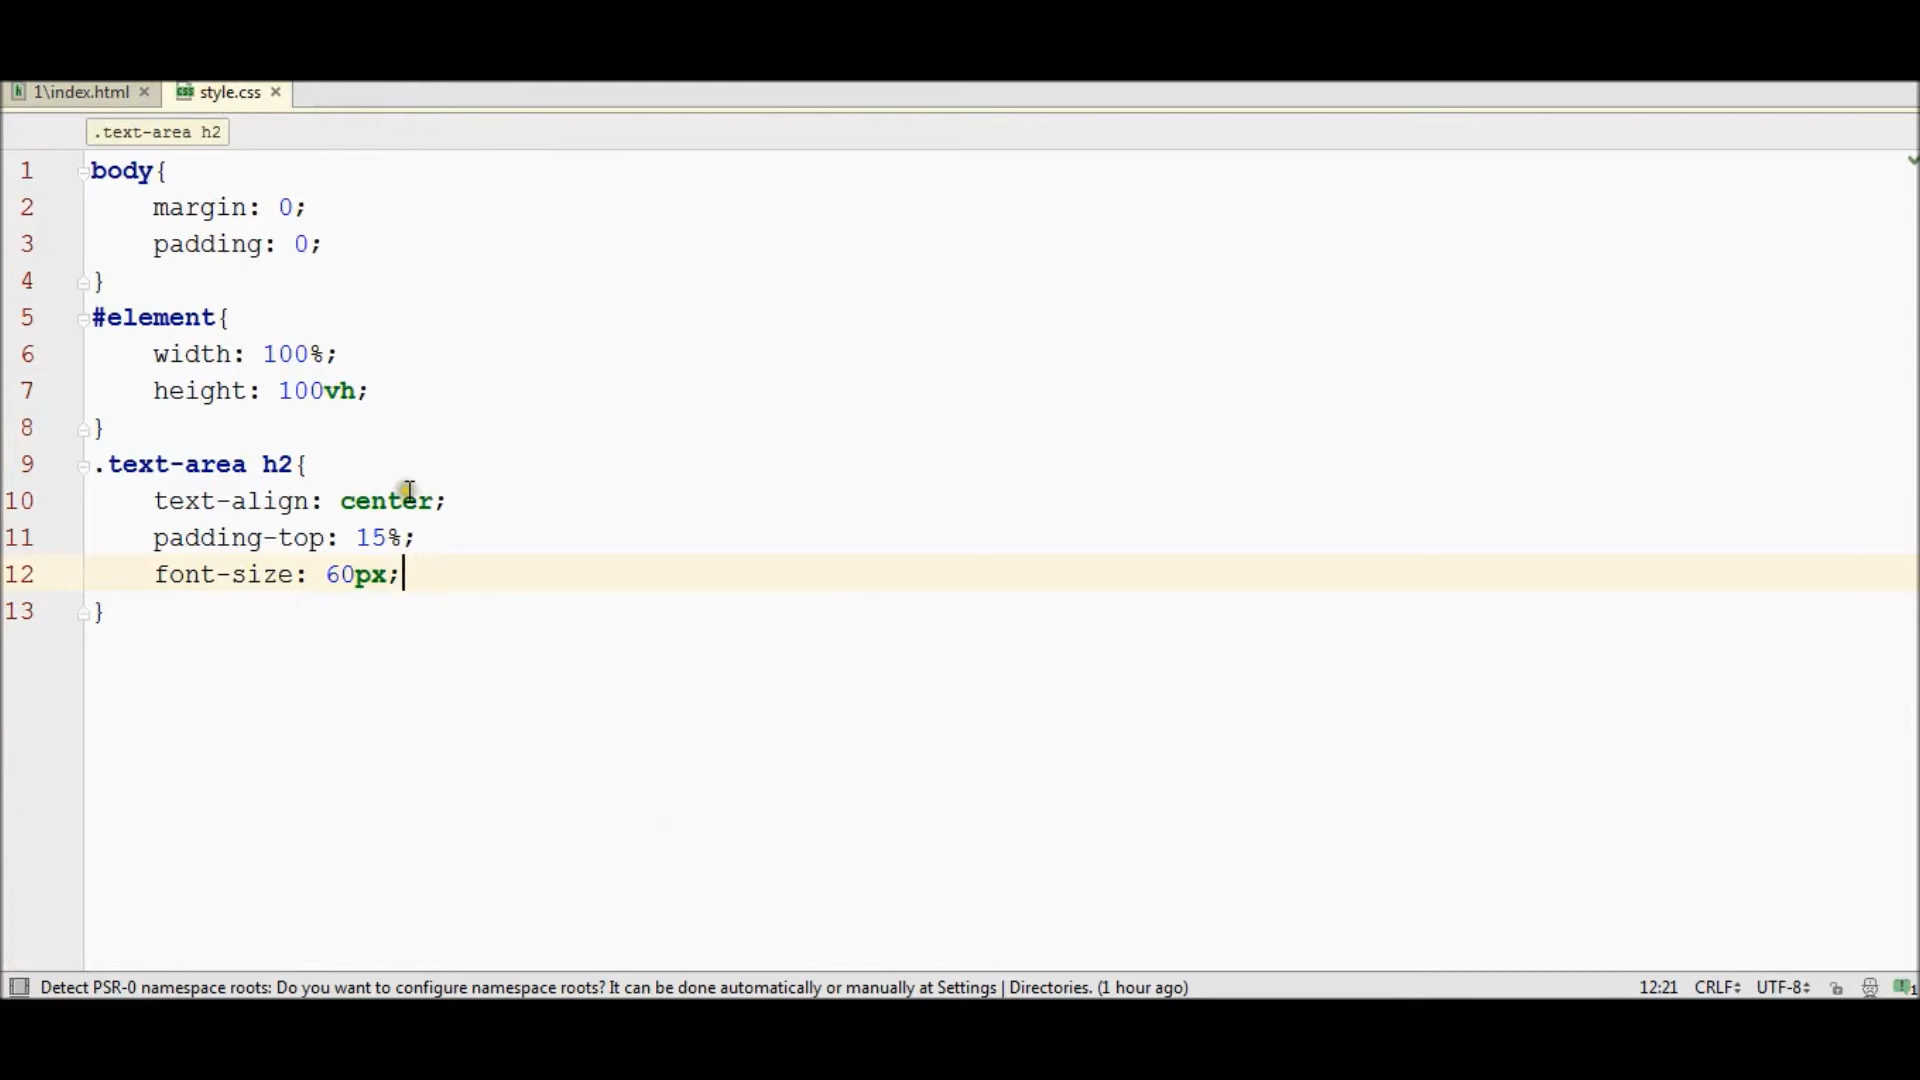 1\index.html
style.css
.text-area h2
1 body{
2 margin: 0;
3 padding: 0;
4 }
5 #element{
6 width: 100%;
7 height: 100vh;
8 }
9 .text-area h2{
10 text-align: center;
11 padding-top: 15%;
12 font-size: 60px;
13 }
Detect PSR-0 namespace roots: Do you want to configure namespace roots? It can be done automatically or manually at Settings | Directories. (1 hour ago) 12:21 CRLF UTF-8 1